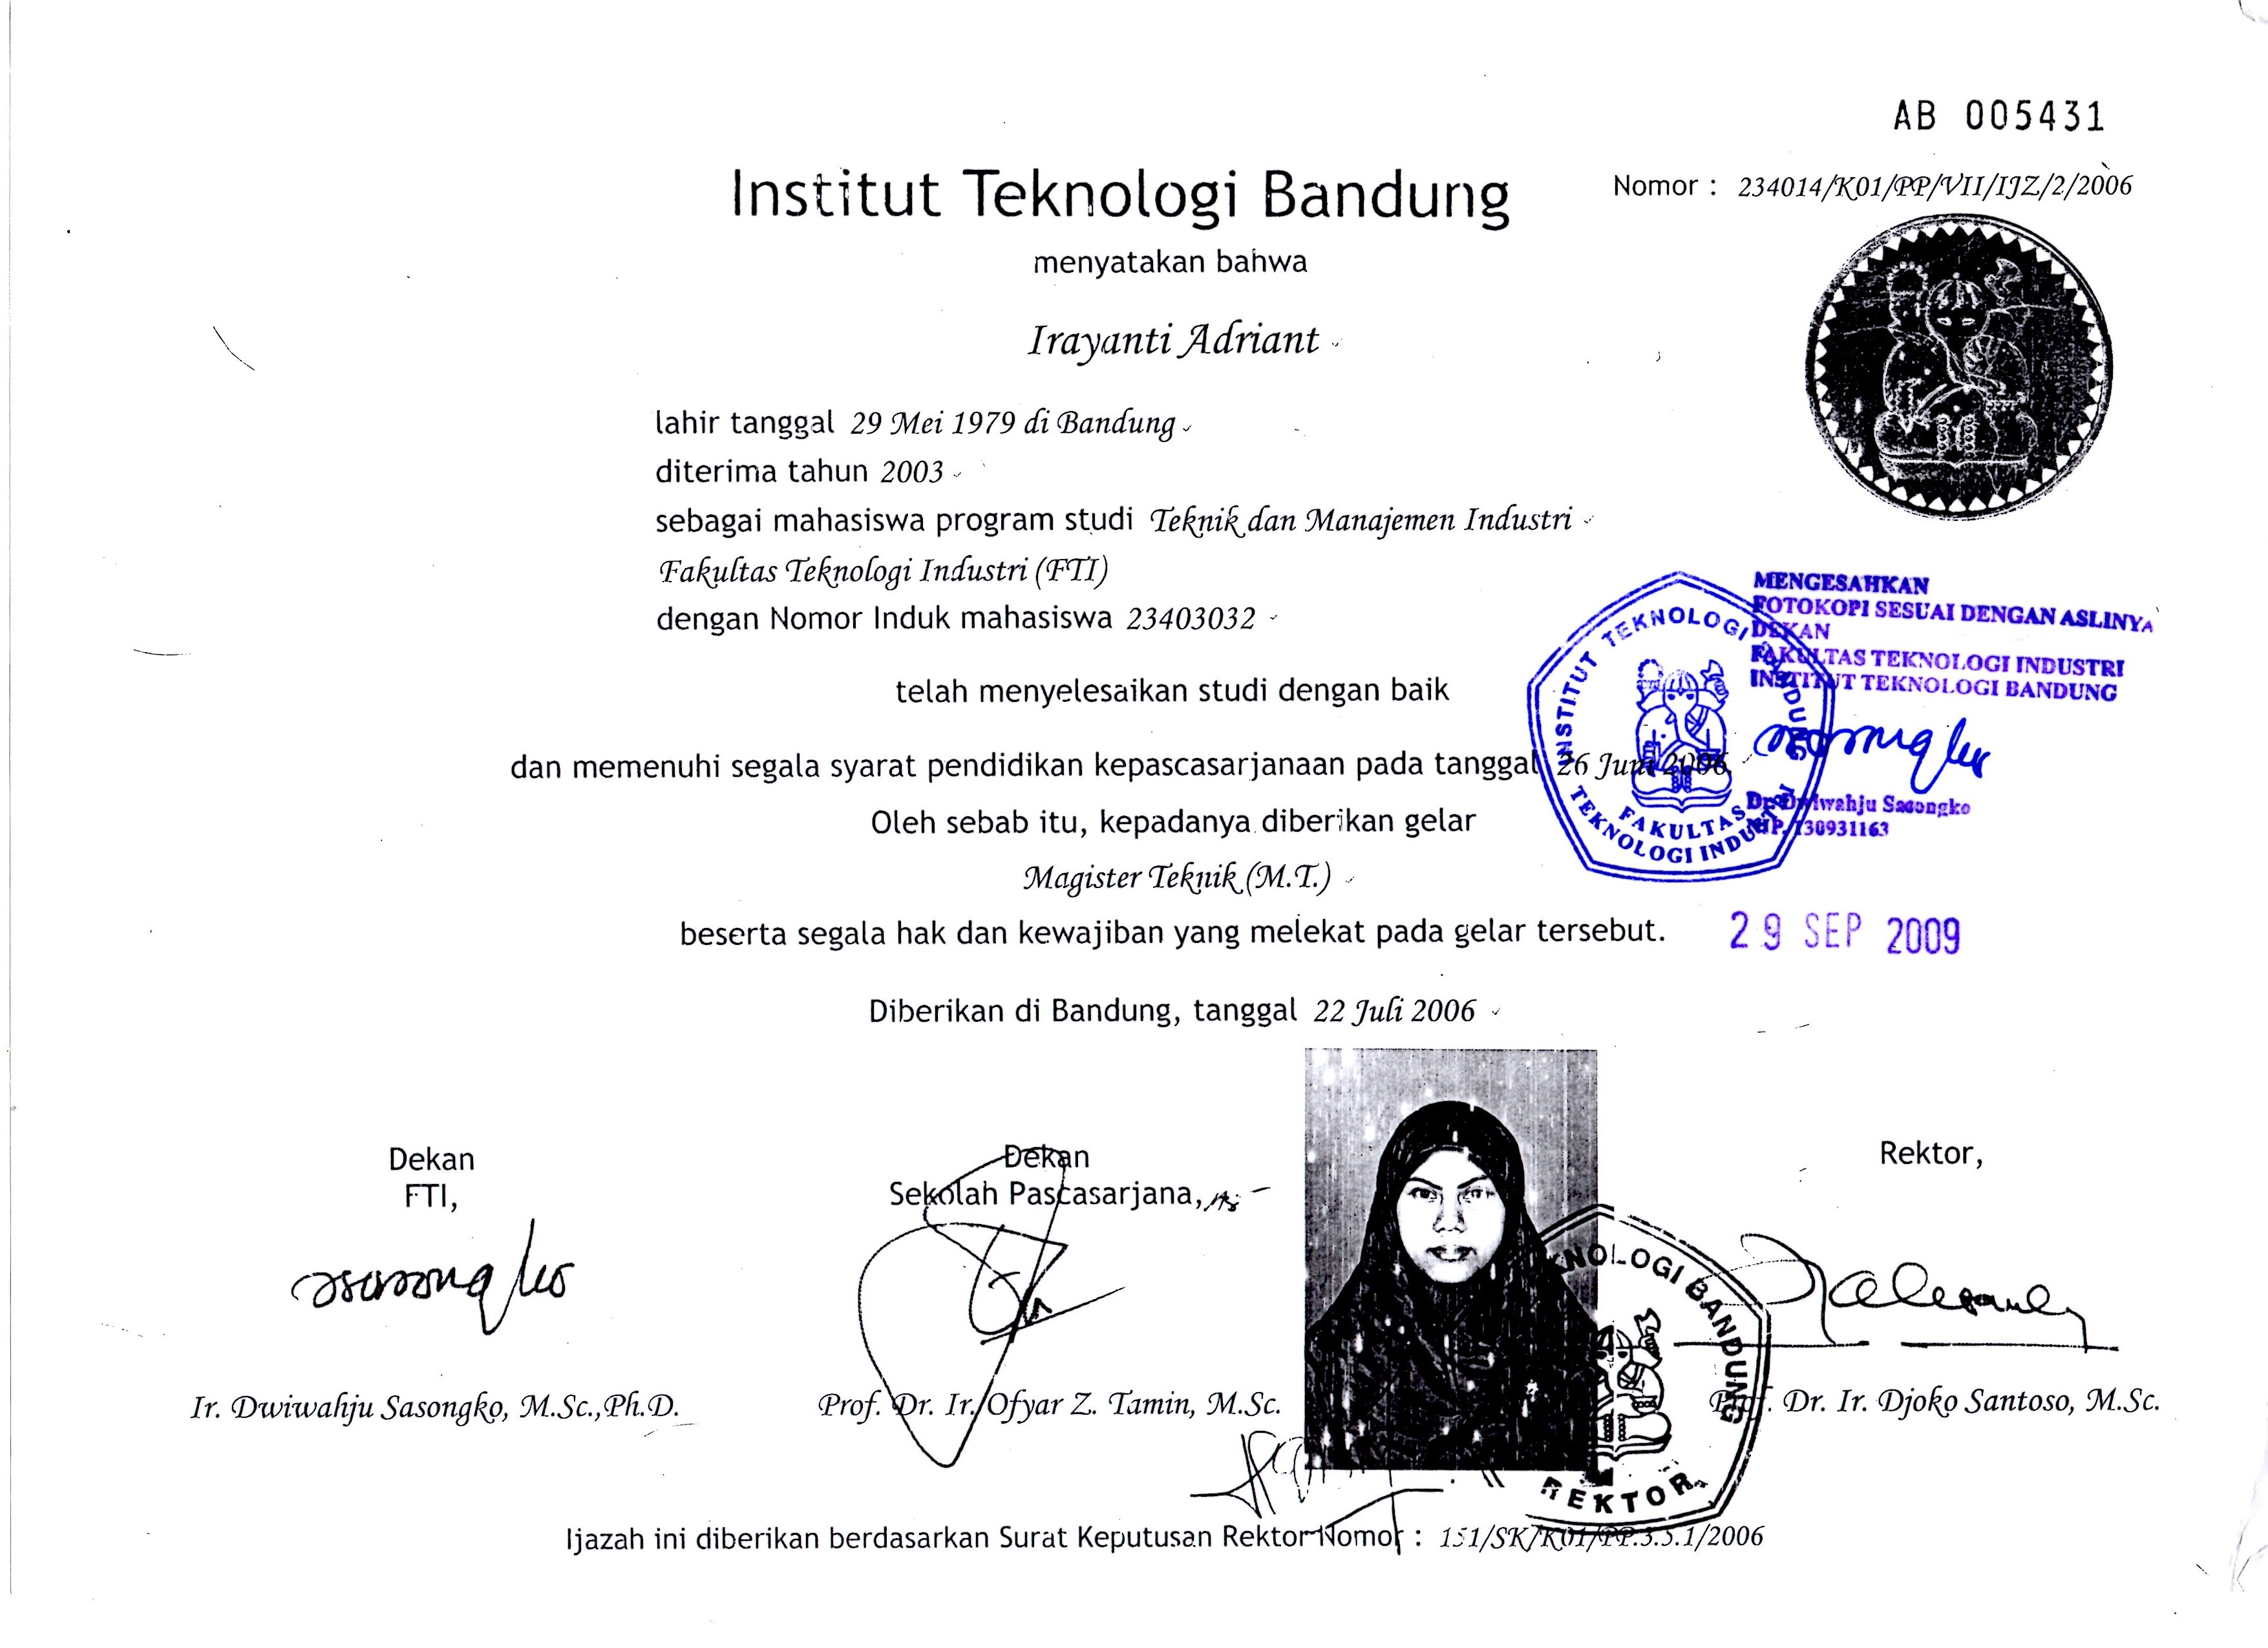 AB 005431
Nomor : 234014/K01/PP/VII/IJZ/2/2006
Institut Teknologi Bandung
menyatakan bahwa
Irayanti Adriant
lahir tanggal 29 Mei 1979 di Bandung
diterima tahun 2003
sebagai mahasiswa program studi Teknik dan Manajemen Industri
Fakultas Teknologi Industri (FTI)
dengan Nomor Induk mahasiswa 23403032
telah menyelesaikan studi dengan baik
dan memenuhi segala syarat pendidikan kepascasarjanaan pada tanggal 26 2006.
Oleh sebab itu, kepadanya diberikan gelar
Magister Teknik (M.T.)
beserta segala hak dan kewajiban yang melekat pada gelar tersebut.
Diberikan di Bandung, tanggal 22 Juli 2006
MENGESAHKAN
FOTOKOPI SESUAI DENGAN ASLINYA
DEKAN
FAKULTAS TEKNOLOGI INDUSTRI
INSTITUT TEKNOLOGI BANDUNG
Dr. Dwiwahju Sasongko
NIP. 130931163
INSTITUT TEKNOLOGI BANDUNG
FAKULTAS
TEKNOLOGI INDUSTRI
29 SEP 2009
Dekan
FTI,
Ir. Dwiwahju Sasongko, M.Sc.,Ph.D.
Dekan
Sekolah Pascasarjana,
Prof. Dr. Ir. Ofyar Z. Tamin, M.Sc.
Rektor,
Prof. Dr. Ir. Djoko Santoso, M.Sc.
KNOLOGI BANDUNG
REKTOR
Ijazah ini diberikan berdasarkan Surat Keputusan Rektor Nomor : 151/SK/K01/PP.3.5.1/2006